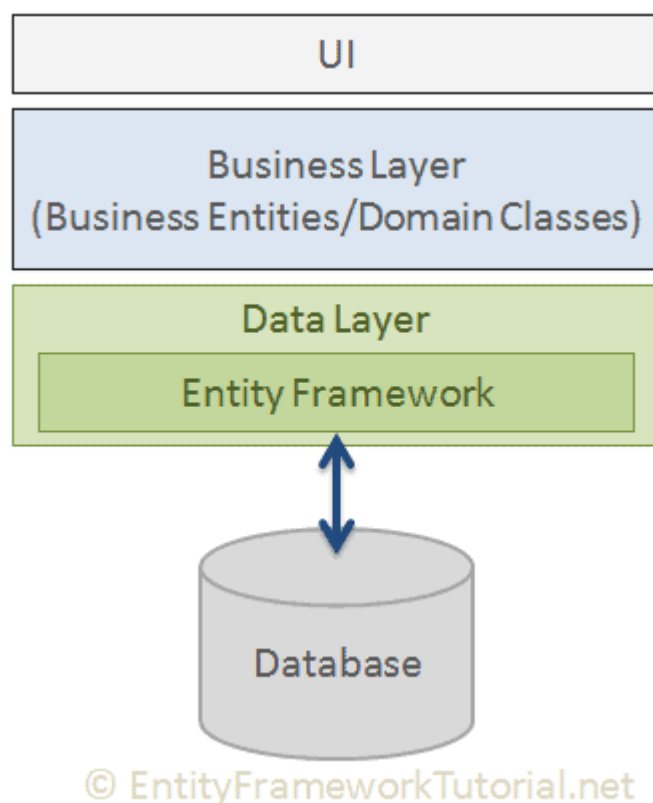 UI
Business Layer
(Business Entities/Domain Classes)
Data Layer
Entity Framework
Database
© EntityFrameworkTutorial.net